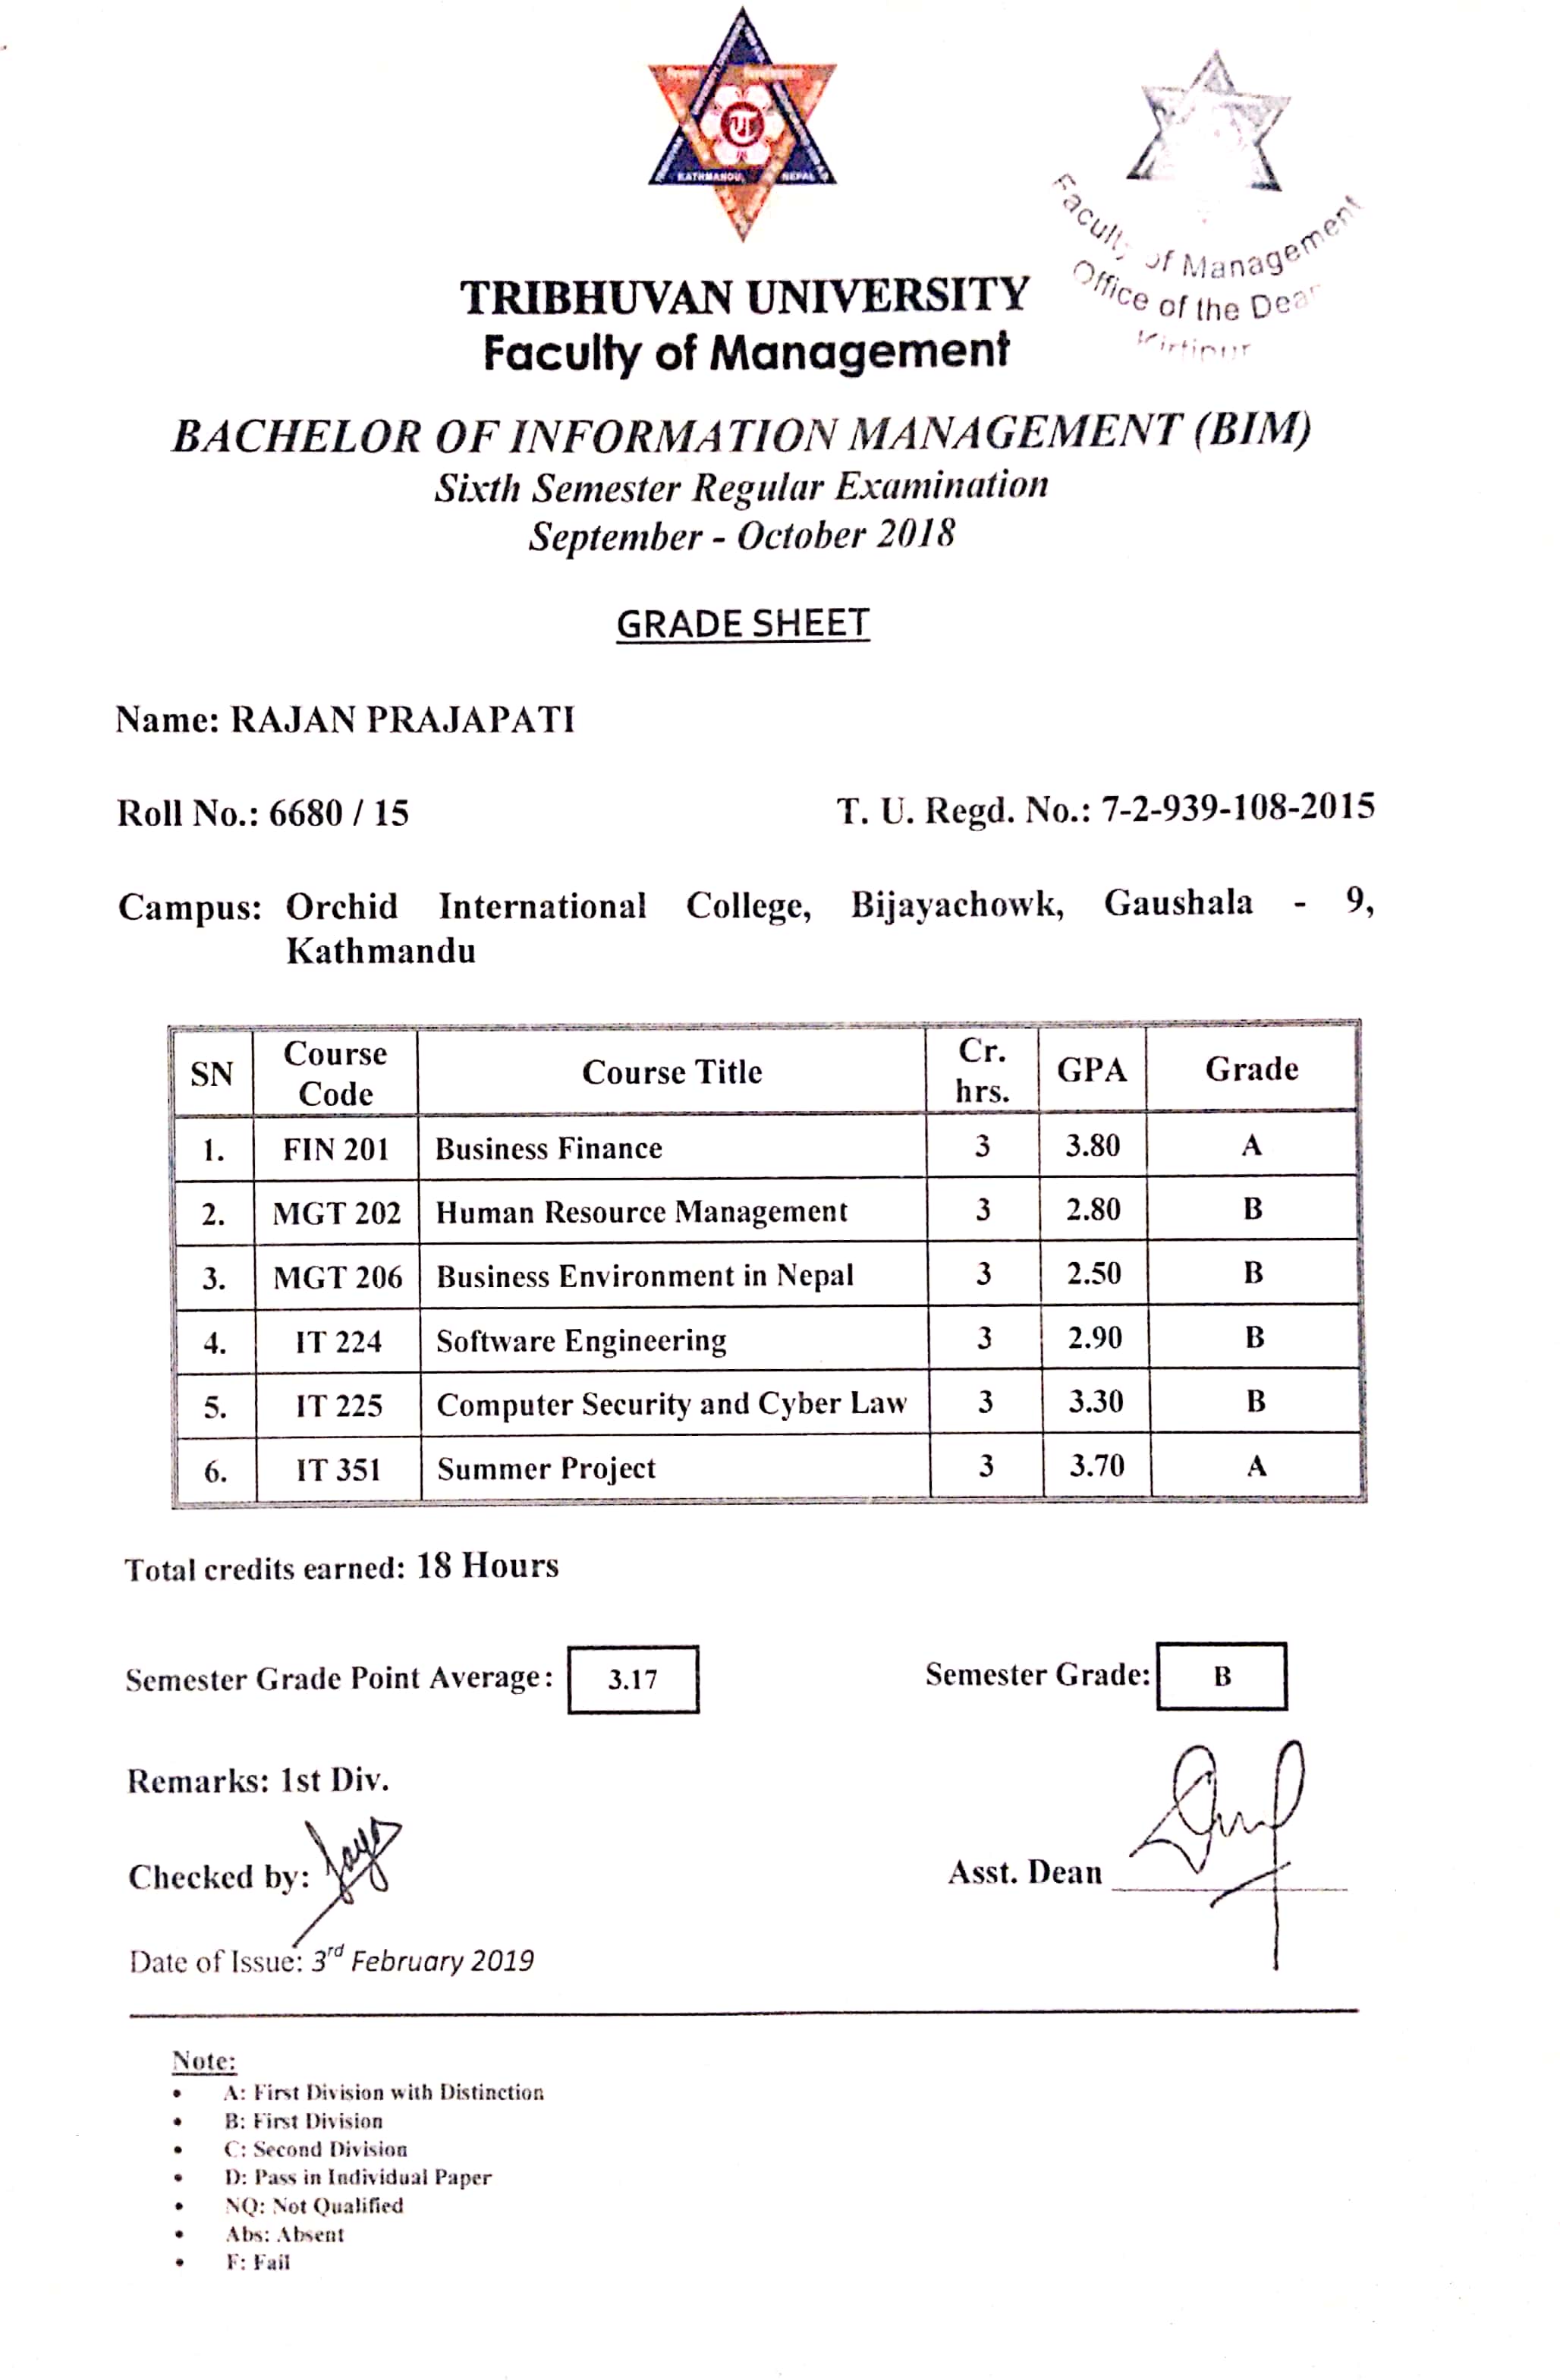 KATHMANDU NEPAL
Faculty of Management
Office of the Dean
Kirtipur
TRIBHUVAN UNIVERSITY
Faculty of Management
BACHELOR OF INFORMATION MANAGEMENT (BIM)
Sixth Semester Regular Examination
September - October 2018
GRADE SHEET
Name: RAJAN PRAJAPATI
Roll No.: 6680 / 15 T. U. Regd. No.: 7-2-939-108-2015
Campus: Orchid International College, Bijayachowk, Gaushala - 9,
Kathmandu
SN Course Code Course Title Cr. hrs. GPA Grade
1. FIN 201 Business Finance 3 3.80 A
2. MGT 202 Human Resource Management 3 2.80 B
3. MGT 206 Business Environment in Nepal 3 2.50 B
4. IT 224 Software Engineering 3 2.90 B
5. IT 225 Computer Security and Cyber Law 3 3.30 B
6. IT 351 Summer Project 3 3.70 A
Total credits earned: 18 Hours
Semester Grade Point Average: 3.17 Semester Grade: B
Remarks: 1st Div.
Checked by: Asst. Dean
Date of Issue: 3rd February 2019
Note:
• A: First Division with Distinction
• B: First Division
• C: Second Division
• D: Pass in Individual Paper
• NQ: Not Qualified
• Abs: Absent
• F: Fail